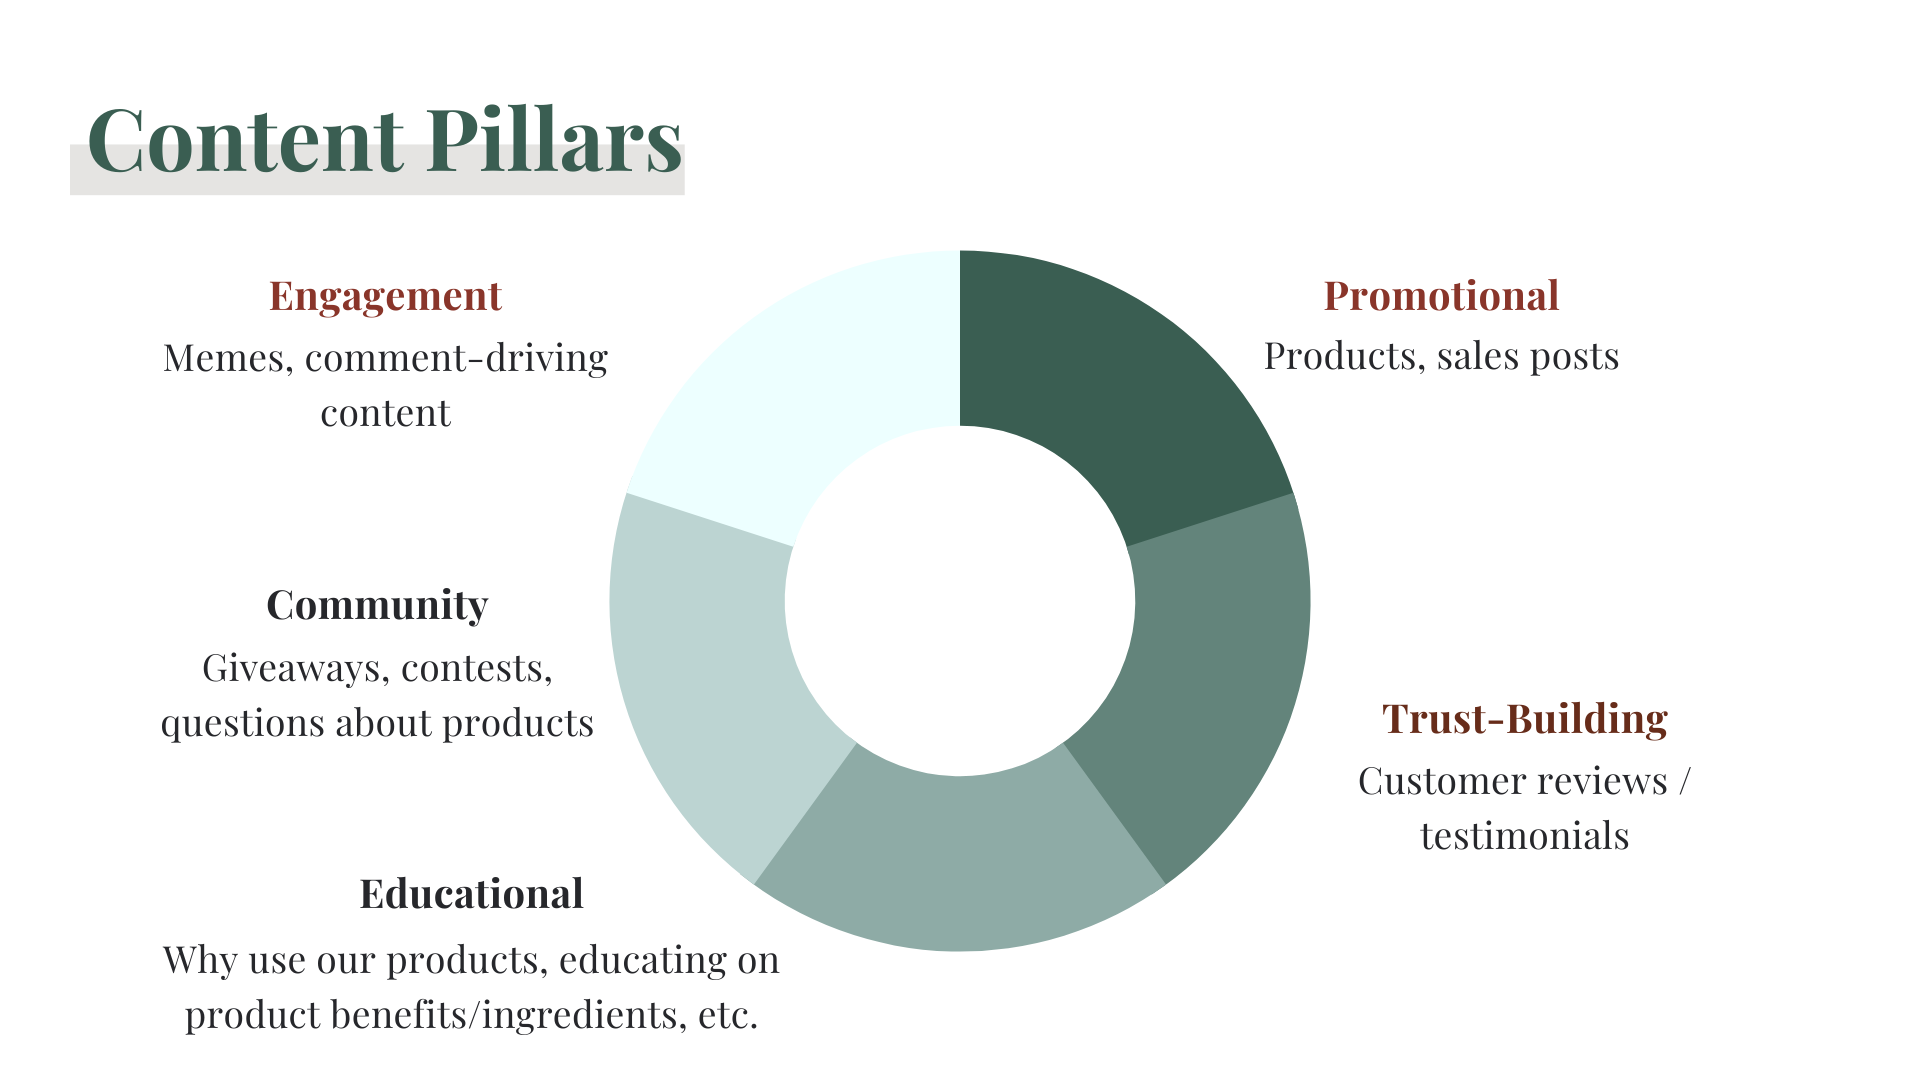 Content Pillars
Engagement
Memes, comment-driving
content
Promotional
Products, sales posts
Community
Giveaways, contests,
questions about products
Trust-Building
Customer reviews /
testimonials
Educational
Why use our products, educating on
product benefits/ingredients, etc.